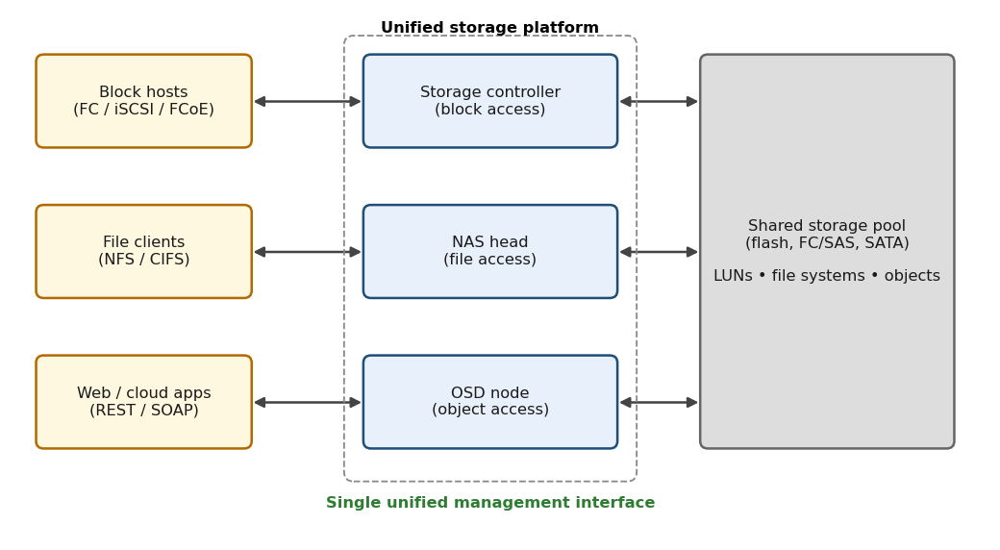 Unified storage platform
Block hosts
(FC / iSCSI / FCoE)
Storage controller
(block access)
File clients
(NFS / CIFS)
NAS head
(file access)
Shared storage pool
(flash, FC/SAS, SATA)
LUNs • file systems • objects
Web / cloud apps
(REST / SOAP)
OSD node
(object access)
Single unified management interface